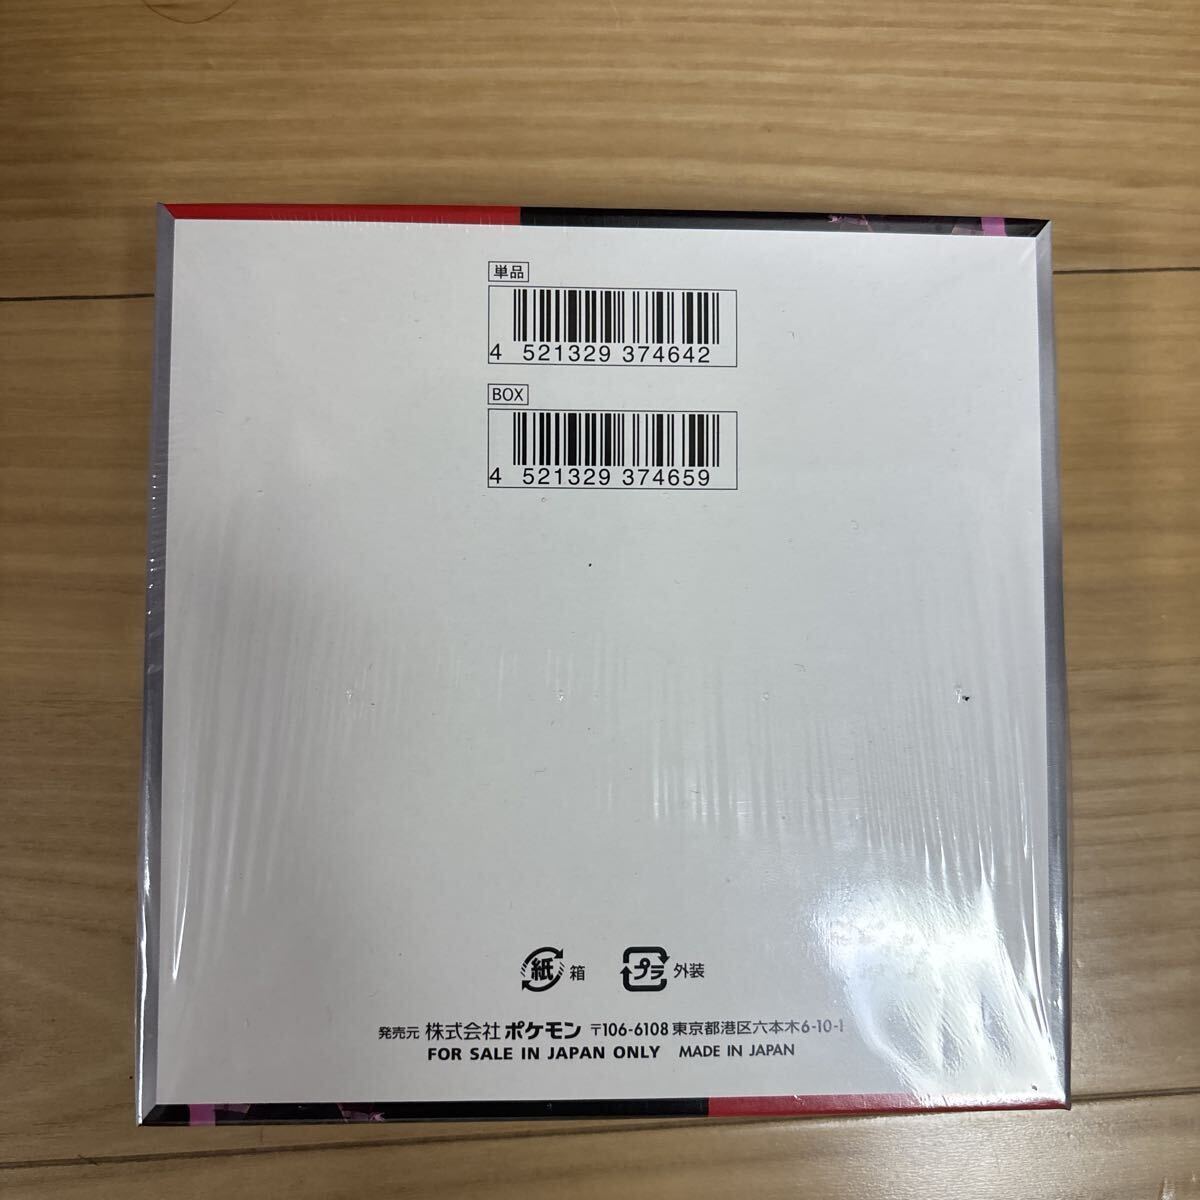 単品
4 521329 374642
BOX
4 521329 374659
紙 箱 プラ 外装
発売元 株式会社 ポケモン 〒106-6108 東京都港区六本木6-10-1
FOR SALE IN JAPAN ONLY MADE IN JAPAN